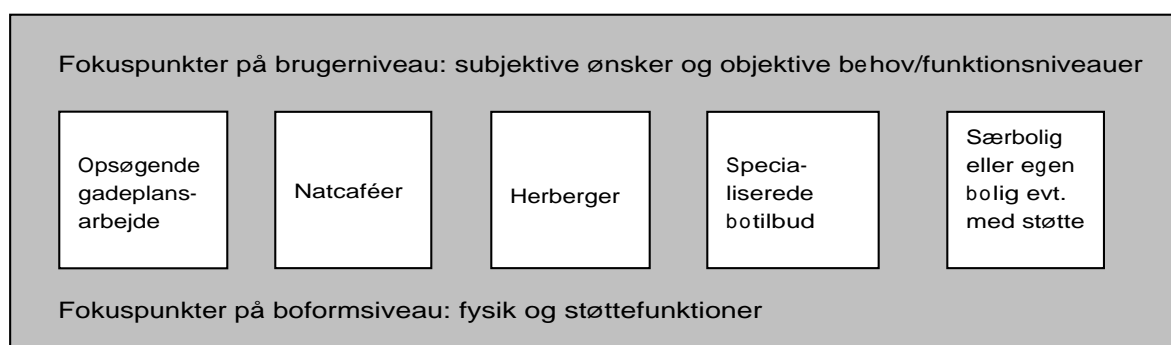 Fokuspunkter på brugerniveau: subjektive ønsker og objektive behov/funktionsniveauer
Opsøgende
gadeplans-
arbejde
Natcaféer
Herberger
Specia-
liserede
botilbud
Særbolig
eller egen
bolig evt.
med støtte
Fokuspunkter på boformsiveau: fysik og støttefunktioner